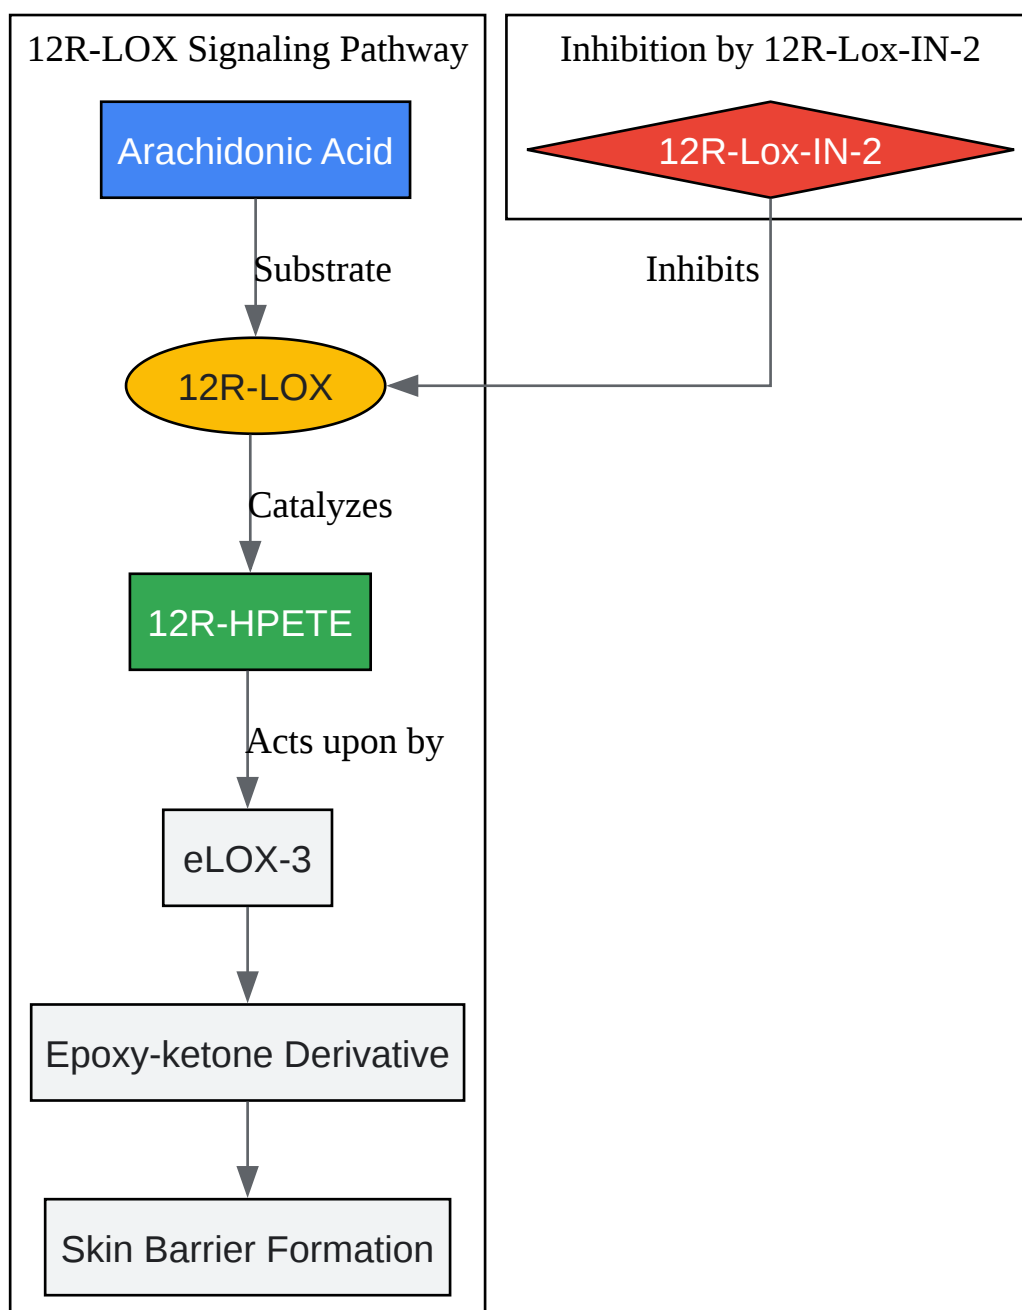 12R-LOX Signaling Pathway
Inhibition by 12R-Lox-IN-2
Arachidonic Acid
12R-Lox-IN-2
Substrate
Inhibits
12R-LOX
Catalyzes
12R-HPETE
Acts upon by
eLOX-3
Epoxy-ketone Derivative
Skin Barrier Formation